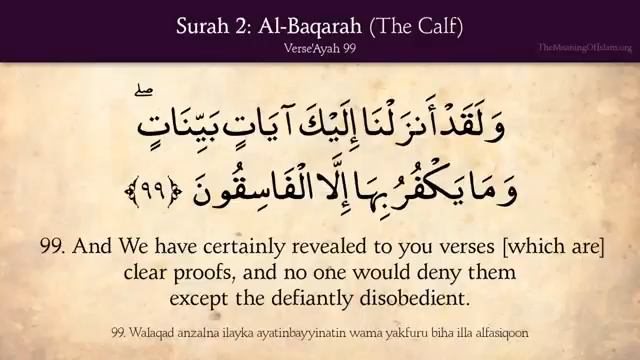 Surah 2: Al-Baqarah (The Calf)
Verse'Ayah 99
TheMeaningOfIslam.org
وَلَقَدْ أَنزَلْنَا إِلَيْكَ آيَاتٍ بَيِّنَاتٍ ۖ
وَمَا يَكْفُرُ بِهَا إِلَّا الْفَاسِقُونَ ﴿٩٩﴾
99. And We have certainly revealed to you verses [which are]
clear proofs, and no one would deny them
except the defiantly disobedient.
99. Walaqad anzalna ilayka ayatinbayyinatin wama yakfuru biha illa alfasiqoon